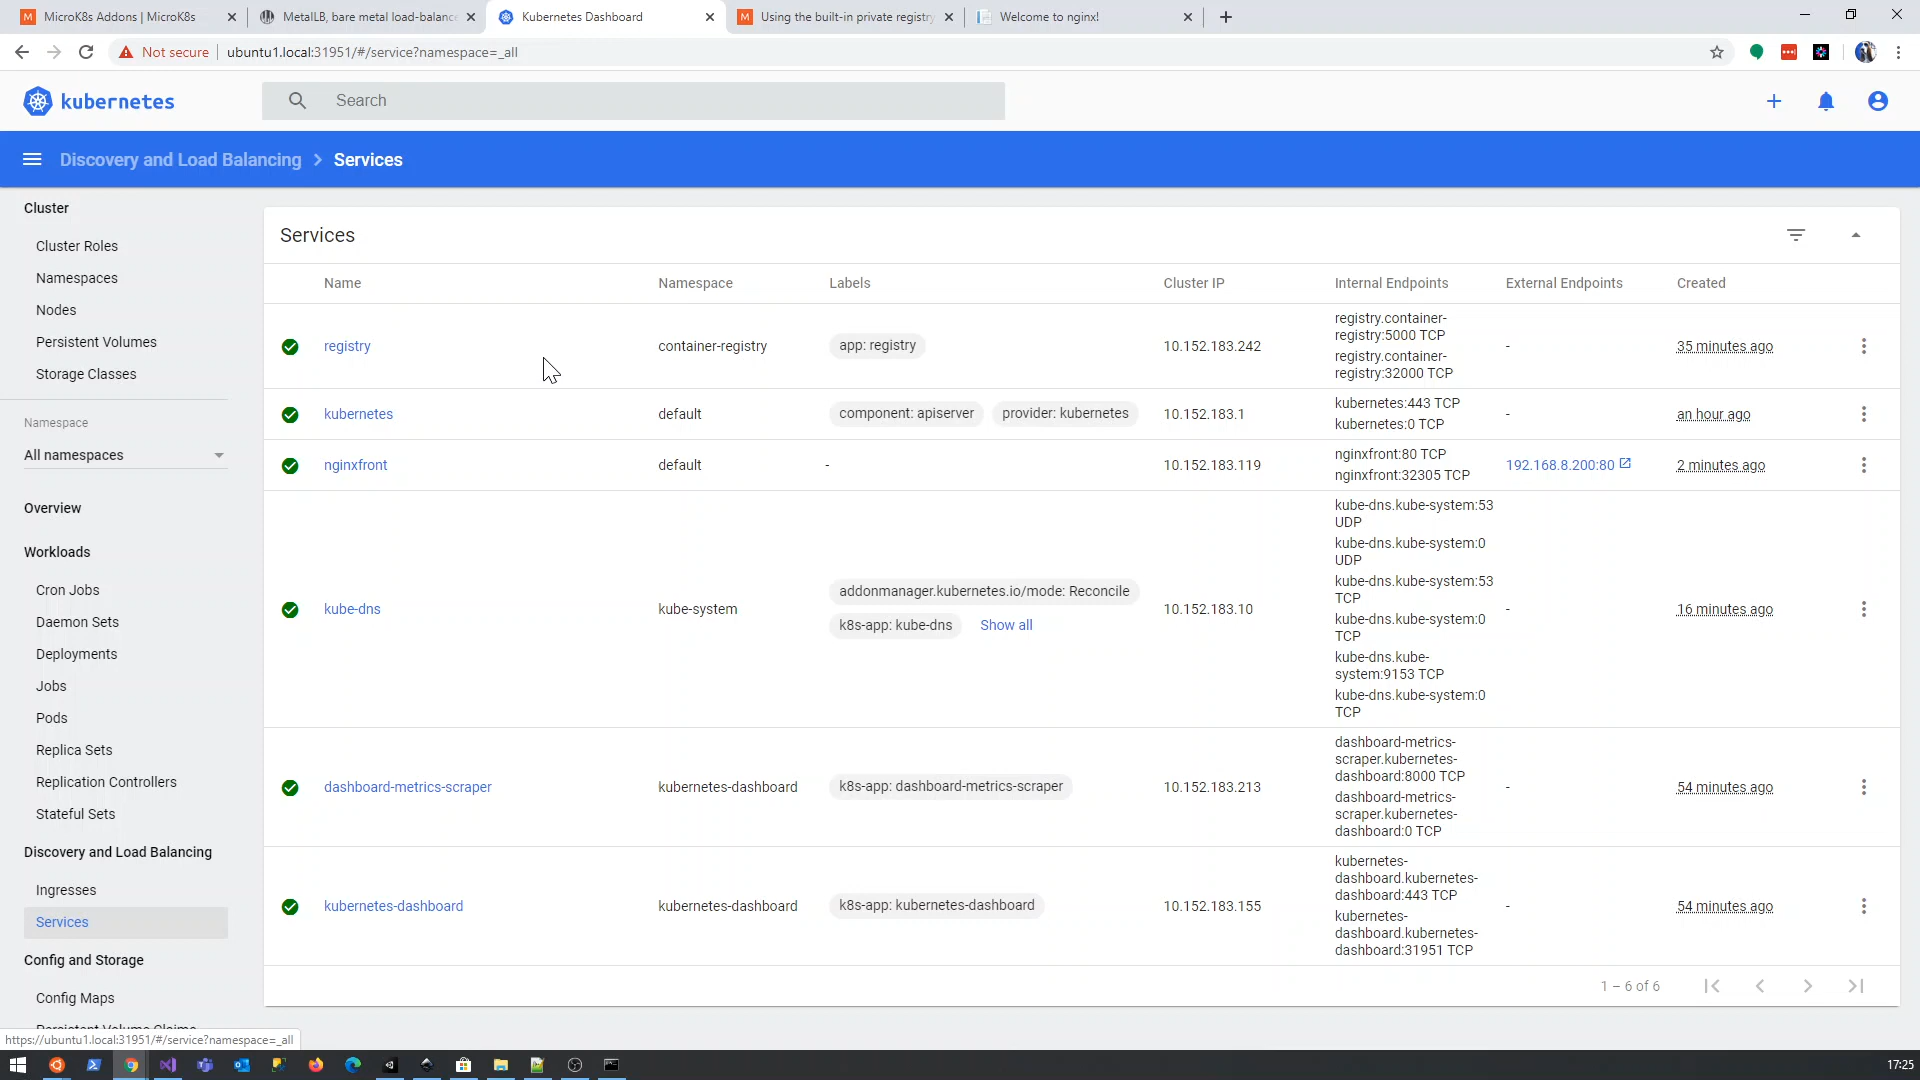 MicroK8s Addons | MicroK8s
MetalLB, bare metal load-balance
Kubernetes Dashboard
Using the built-in private registry
Welcome to nginx!
Not secure
ubuntu1.local:31951/#/service?namespace=_all
kubernetes
Search
Discovery and Load Balancing
Services
Cluster
Cluster Roles
Namespaces
Nodes
Persistent Volumes
Storage Classes
Namespace
All namespaces
Overview
Workloads
Cron Jobs
Daemon Sets
Deployments
Jobs
Pods
Replica Sets
Replication Controllers
Stateful Sets
Discovery and Load Balancing
Ingresses
Services
Config and Storage
Config Maps
Persistent Volume Claims
https://ubuntu1.local:31951/#/service?namespace=_all
Services
Name
Namespace
Labels
Cluster IP
Internal Endpoints
External Endpoints
Created
registry
container-registry
app: registry
10.152.183.242
registry.container-
registry:5000 TCP
registry.container-
registry:32000 TCP
-
35 minutes ago
kubernetes
default
component: apiserver
provider: kubernetes
10.152.183.1
kubernetes:443 TCP
kubernetes:0 TCP
-
an hour ago
nginxfront
default
-
10.152.183.119
nginxfront:80 TCP
nginxfront:32305 TCP
192.168.8.200:80
2 minutes ago
kube-dns
kube-system
addonmanager.kubernetes.io/mode: Reconcile
k8s-app: kube-dns
Show all
10.152.183.10
kube-dns.kube-system:53
UDP
kube-dns.kube-system:0
UDP
kube-dns.kube-system:53
TCP
kube-dns.kube-system:0
TCP
kube-dns.kube-
system:9153 TCP
kube-dns.kube-system:0
TCP
-
16 minutes ago
dashboard-metrics-scraper
kubernetes-dashboard
k8s-app: dashboard-metrics-scraper
10.152.183.213
dashboard-metrics-
scraper.kubernetes-
dashboard:8000 TCP
dashboard-metrics-
scraper.kubernetes-
dashboard:0 TCP
-
54 minutes ago
kubernetes-dashboard
kubernetes-dashboard
k8s-app: kubernetes-dashboard
10.152.183.155
kubernetes-
dashboard.kubernetes-
dashboard:443 TCP
kubernetes-
dashboard.kubernetes-
dashboard:31951 TCP
-
54 minutes ago
1 – 6 of 6
17:25